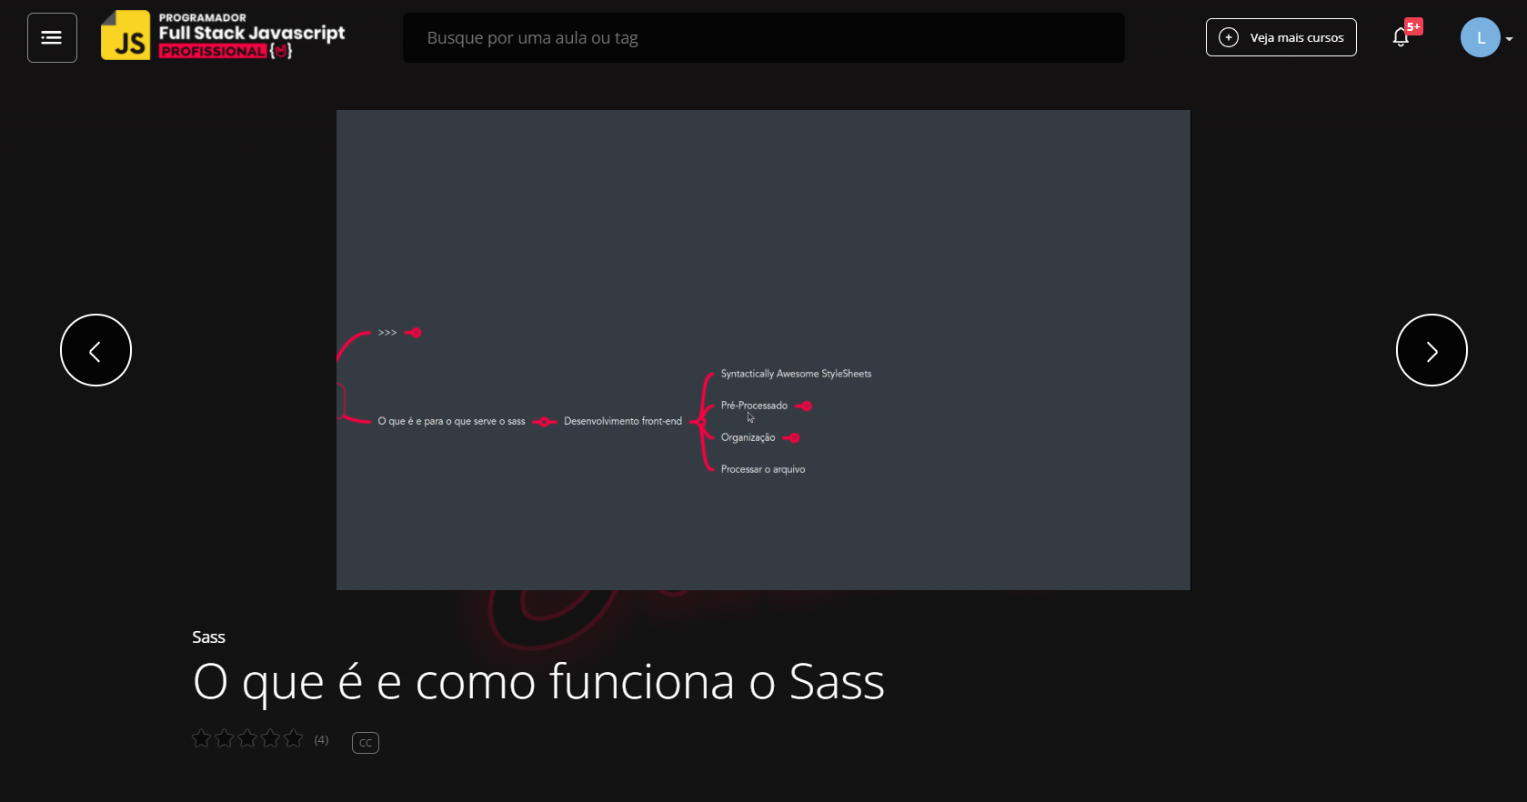 JS
PROGRAMADOR
Full Stack Javascript
PROFISSIONAL
Busque por uma aula ou tag
Veja mais cursos
5+
L
>>>
Syntactically Awesome StyleSheets
Pré-Processado
O que é e para o que serve o sass
Desenvolvimento front-end
Organização
Processar o arquivo
Sass
O que é e como funciona o Sass
(4)
CC